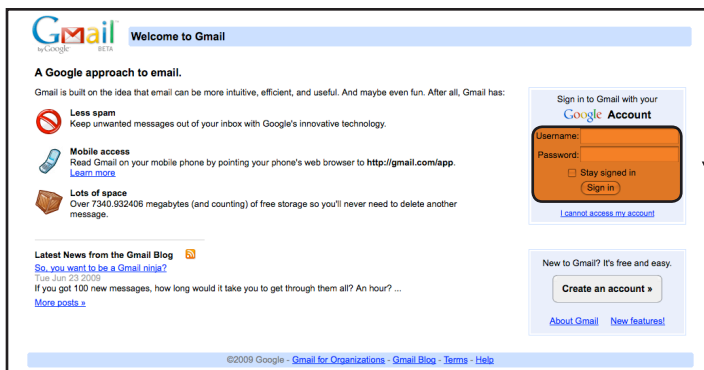 Gmail
by Google BETA
Welcome to Gmail
A Google approach to email.
Gmail is built on the idea that email can be more intuitive, efficient, and useful. And maybe even fun. After all, Gmail has:
Less spam
Keep unwanted messages out of your inbox with Google's innovative technology.
Mobile access
Read Gmail on your mobile phone by pointing your phone's web browser to http://gmail.com/app.
Learn more
Lots of space
Over 7340.932406 megabytes (and counting) of free storage so you'll never need to delete another
message.
Latest News from the Gmail Blog
So, you want to be a Gmail ninja?
Tue Jun 23 2009
If you got 100 new messages, how long would it take you to get through them all? An hour? ...
More posts »
Sign in to Gmail with your
Google Account
Username:
Password:
Stay signed in
Sign in
I cannot access my account
New to Gmail? It's free and easy.
Create an account »
About Gmail New features!
©2009 Google - Gmail for Organizations - Gmail Blog - Terms - Help